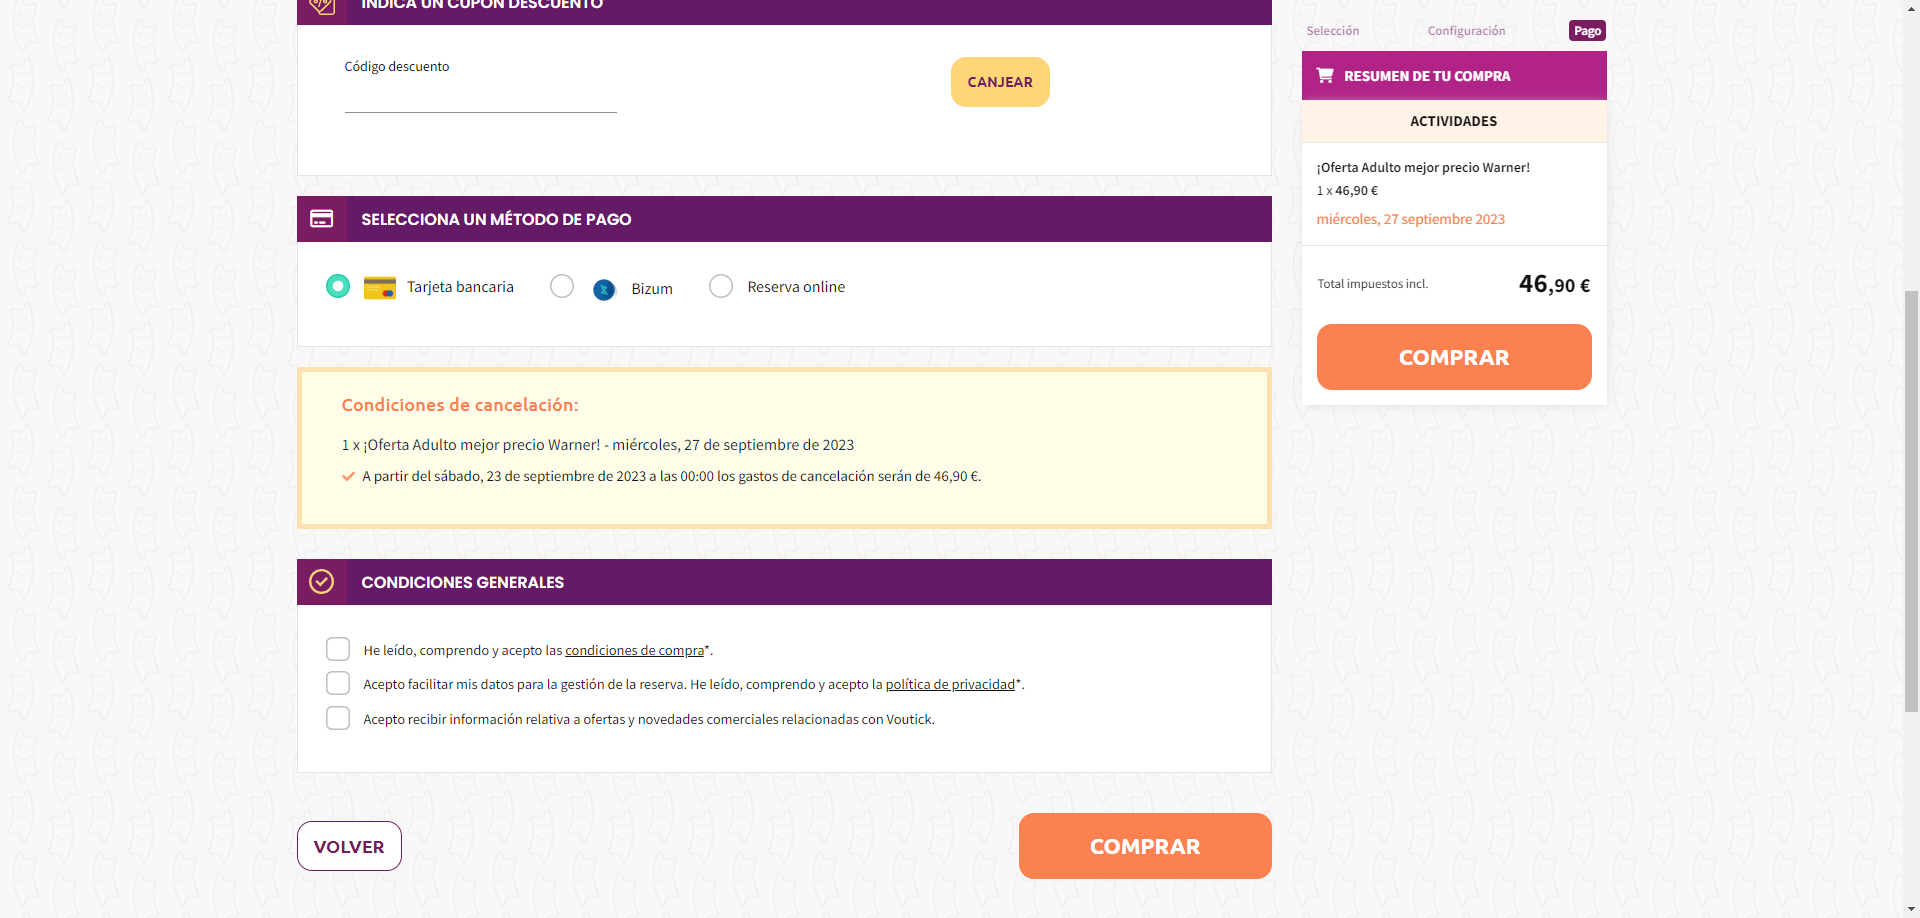 INDICA UN CUPÓN DESCUENTO
Código descuento
CANJEAR
SELECCIONA UN MÉTODO DE PAGO
Tarjeta bancaria
Bizum
Reserva online
Condiciones de cancelación:
1 x ¡Oferta Adulto mejor precio Warner! - miércoles, 27 de septiembre de 2023
A partir del sábado, 23 de septiembre de 2023 a las 00:00 los gastos de cancelación serán de 46,90 €.
CONDICIONES GENERALES
He leído, comprendo y acepto las condiciones de compra*.
Acepto facilitar mis datos para la gestión de la reserva. He leído, comprendo y acepto la política de privacidad*.
Acepto recibir información relativa a ofertas y novedades comerciales relacionadas con Voutick.
VOLVER
COMPRAR
Selección
Configuración
Pago
RESUMEN DE TU COMPRA
ACTIVIDADES
¡Oferta Adulto mejor precio Warner!
1 x 46,90 €
miércoles, 27 septiembre 2023
Total impuestos incl.
46,90 €
COMPRAR